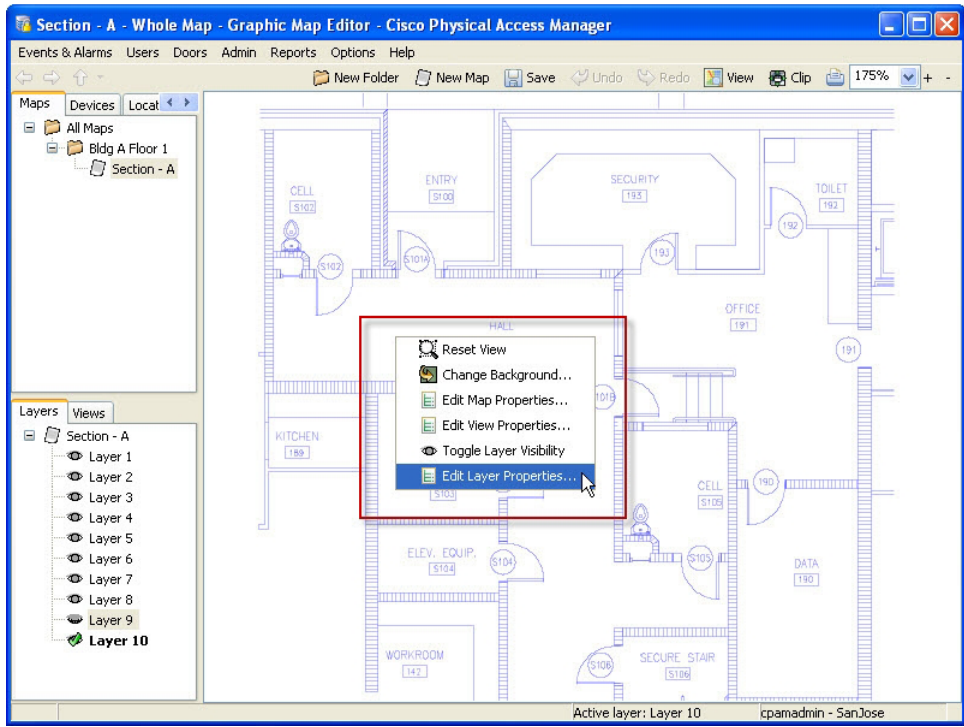 Section - A - Whole Map - Graphic Map Editor - Cisco Physical Access Manager
Events & Alarms Users Doors Admin Reports Options Help
New Folder New Map Save Undo Redo View Clip 175% + -
Maps Devices Locat
All Maps
Bldg A Floor 1
Section - A
Layers Views
Section - A
Layer 1
Layer 2
Layer 3
Layer 4
Layer 5
Layer 6
Layer 7
Layer 8
Layer 9
Layer 10
CELL
S102
ENTRY
S100
SECURITY
193
TOILET
192
192
S102
S101A
193
OFFICE
191
191
HALL
Reset View
Change Background...
Edit Map Properties...
Edit View Properties...
Toggle Layer Visibility
Edit Layer Properties...
101B
KITCHEN
189
S103
CELL
S105
190
ELEV. EQUIP.
S104
S104
S105
DATA
190
WORKROOM
142
S106
SECURE STAIR
S106
Active layer: Layer 10
cpamadmin - SanJose